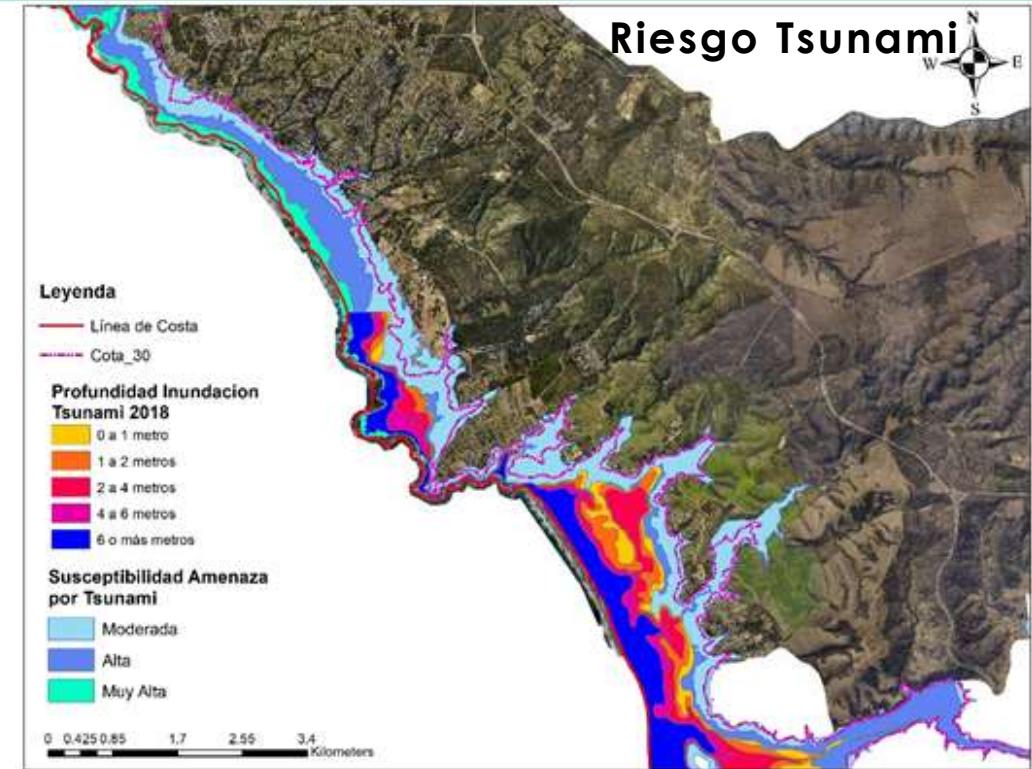 Riesgo Tsunami
N
W
E
S
Leyenda
Línea de Costa
Cota_30
Profundidad Inundacion
Tsunami 2018
0 a 1 metro
1 a 2 metros
2 a 4 metros
4 a 6 metros
6 o más metros
Susceptibilidad Amenaza
por Tsunami
Moderada
Alta
Muy Alta
0 0.425 0.85 1,7 2.55 3,4
Kilometers